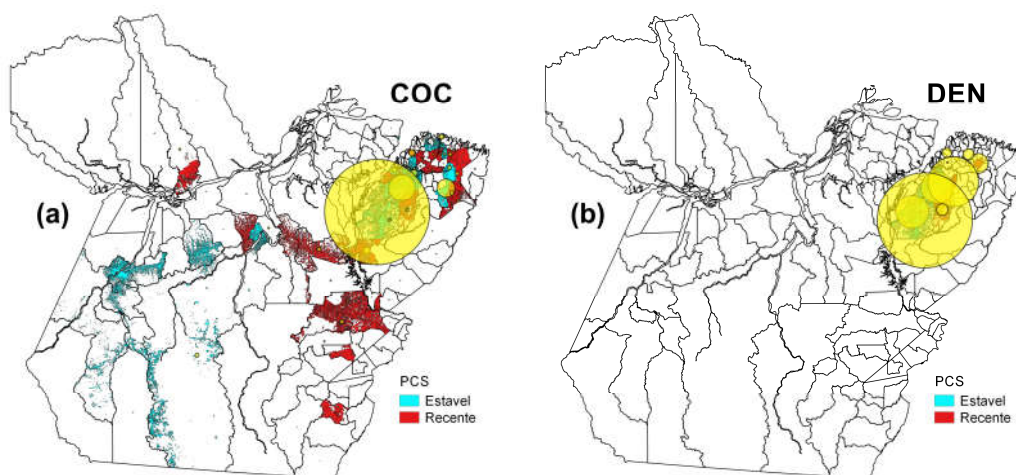 COC
(a)
PCS
Estavel
Recente
DEN
(b)
PCS
Estavel
Recente